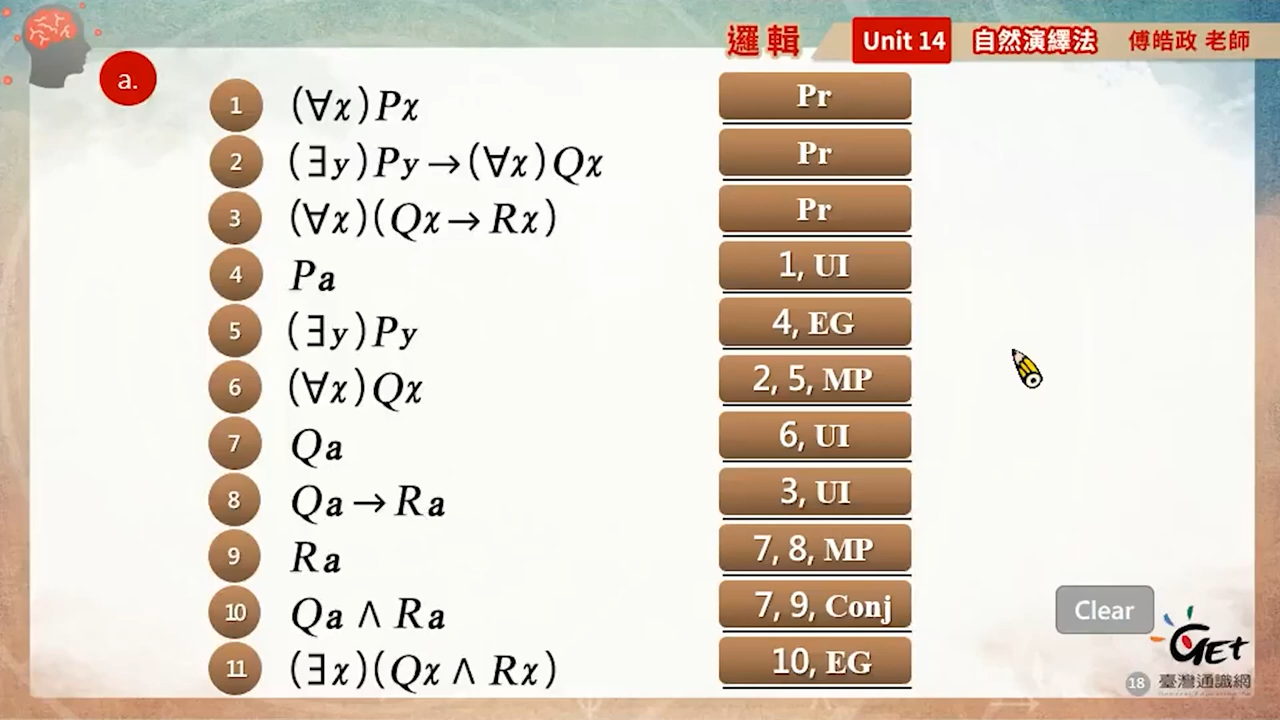 邏輯 Unit 14 自然演繹法 傅皓政 老師
a.
1 (∀x)Px Pr
2 (∃y)Py→(∀x)Qx Pr
3 (∀x)(Qx→Rx) Pr
4 Pa 1, UI
5 (∃y)Py 4, EG
6 (∀x)Qx 2, 5, MP
7 Qa 6, UI
8 Qa→Ra 3, UI
9 Ra 7, 8, MP
10 Qa∧Ra 7, 9, Conj
11 (∃x)(Qx∧Rx) 10, EG
Clear
GEt
18 臺灣通識網